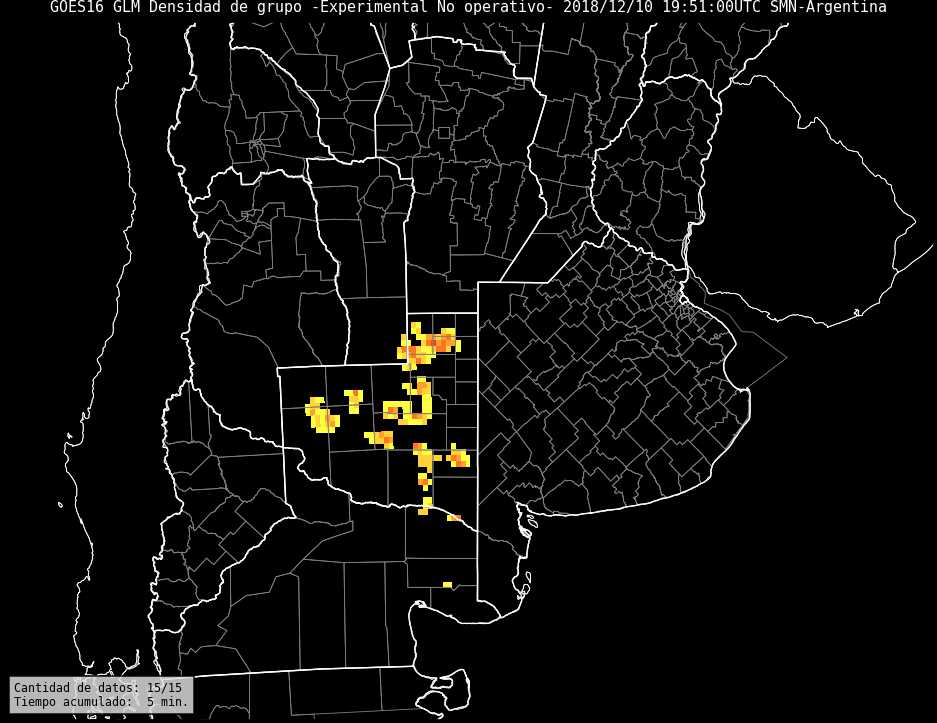 GOES16 GLM Densidad de grupo -Experimental No operativo- 2018/12/10 19:51:00UTC SMN-Argentina
Cantidad de datos: 15/15
Tiempo acumulado:  5 min.